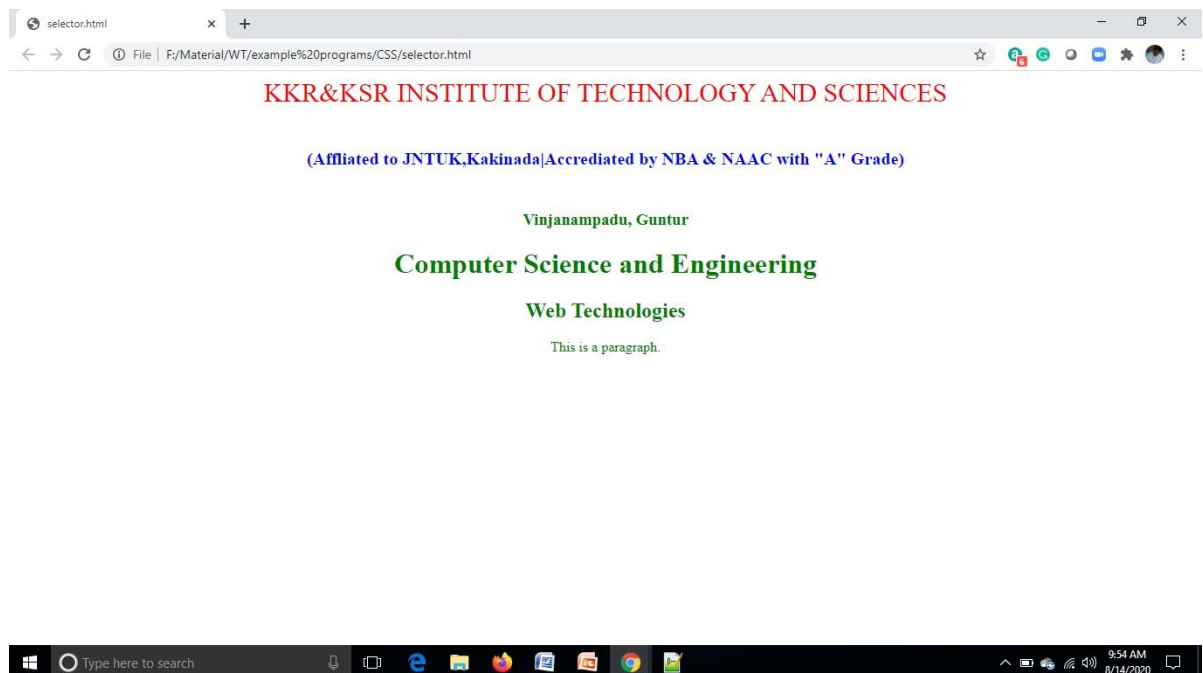 selector.html
File | F:/Material/WT/example%20programs/CSS/selector.html
6
KKR&KSR INSTITUTE OF TECHNOLOGY AND SCIENCES
(Affliated to JNTUK,Kakinada|Accrediated by NBA & NAAC with "A" Grade)
Vinjanampadu, Guntur
Computer Science and Engineering
Web Technologies
This is a paragraph.
Type here to search
9:54 AM
8/14/2020